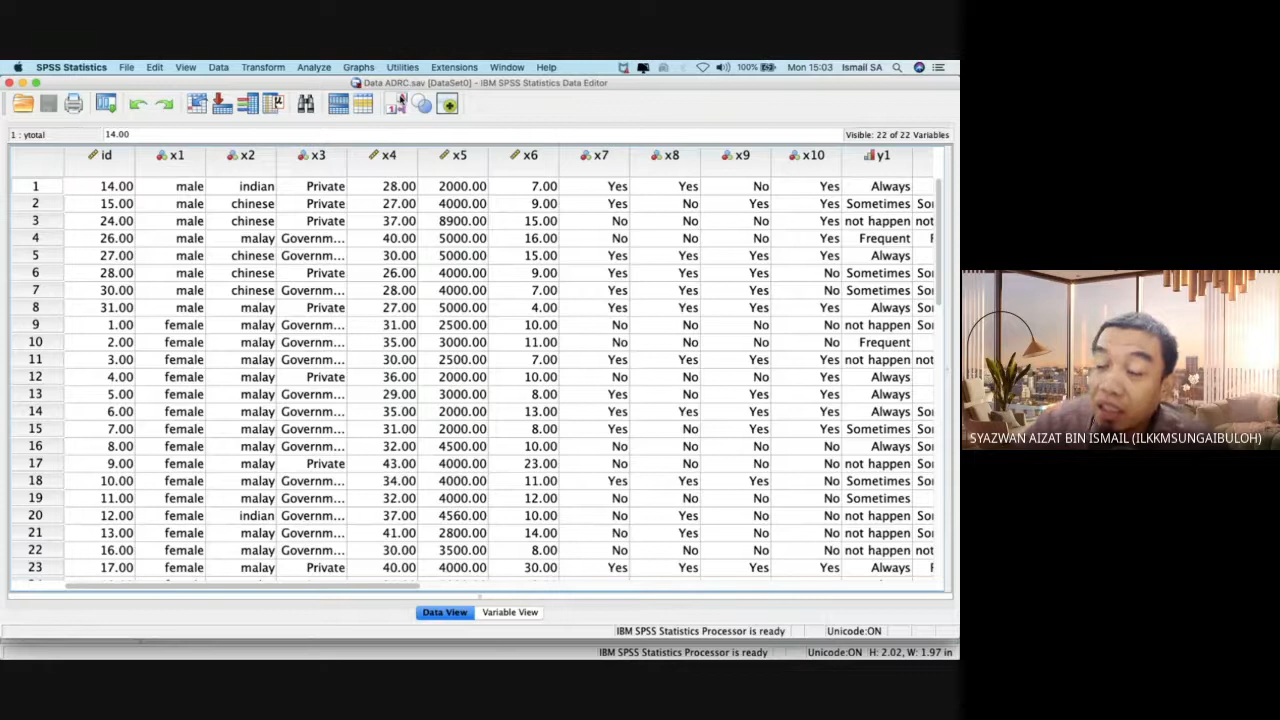 SPSS Statistics File Edit View Data Transform Analyze Graphs Utilities Extensions Window Help 100% Mon 15:03 Ismail SA
Data ADRC.sav [DataSet0] - IBM SPSS Statistics Data Editor
1 : ytotal 14.00 Visible: 22 of 22 Variables
id x1 x2 x3 x4 x5 x6 x7 x8 x9 x10 y1
1 14.00 male indian Private 28.00 2000.00 7.00 Yes Yes No Yes Always
2 15.00 male chinese Private 27.00 4000.00 9.00 Yes No Yes Yes Sometimes Soi
3 24.00 male chinese Private 37.00 8900.00 15.00 No No No Yes not happen not
4 26.00 male malay Governm... 40.00 5000.00 16.00 No No No Yes Frequent F
5 27.00 male chinese Governm... 30.00 5000.00 15.00 Yes Yes Yes Yes Always
6 28.00 male chinese Private 26.00 4000.00 9.00 Yes Yes Yes No Sometimes Soi
7 30.00 male chinese Governm... 28.00 4000.00 7.00 Yes Yes Yes No Sometimes Soi
8 31.00 male malay Private 27.00 5000.00 4.00 Yes Yes Yes Yes Always Soi
9 1.00 female malay Governm... 31.00 2500.00 10.00 No No No No not happen Soi
10 2.00 female malay Governm... 35.00 3000.00 11.00 No No No No Frequent
11 3.00 female malay Governm... 30.00 2500.00 7.00 Yes Yes Yes Yes not happen not
12 4.00 female malay Private 36.00 2000.00 10.00 No No No Yes Always
13 5.00 female malay Governm... 29.00 3000.00 8.00 Yes Yes Yes Yes Always
14 6.00 female malay Governm... 35.00 2000.00 13.00 No Yes Yes Yes Always Soi
15 7.00 female malay Governm... 31.00 2000.00 8.00 Yes Yes Yes Yes Sometimes Soi
16 8.00 female malay Governm... 32.00 4500.00 10.00 No No No No Always Soi
17 9.00 female malay Private 43.00 4000.00 23.00 No No No Yes not happen Soi
18 10.00 female malay Governm... 34.00 4000.00 11.00 Yes Yes Yes No Sometimes Soi
19 11.00 female malay Governm... 32.00 4000.00 12.00 No No No No Sometimes
20 12.00 female indian Governm... 37.00 4560.00 10.00 No Yes No No not happen Soi
21 13.00 female malay Governm... 41.00 2800.00 14.00 No Yes No No not happen Soi
22 16.00 female malay Governm... 30.00 3500.00 8.00 No No No No not happen not
23 17.00 female malay Private 40.00 4000.00 30.00 Yes Yes Yes Yes Always F
Data View Variable View
IBM SPSS Statistics Processor is ready Unicode:ON
IBM SPSS Statistics Processor is ready Unicode:ON H: 2.02, W: 1.97 in
SYAZWAN AIZAT BIN ISMAIL (ILKKMSUNGAIBULOH)